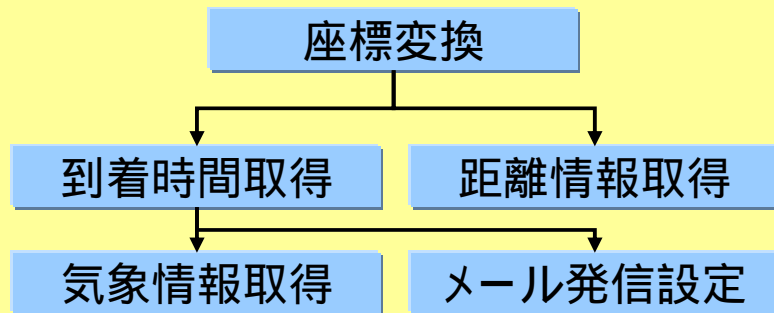 座標変換
到着時間取得
距離情報取得
気象情報取得
メール発信設定